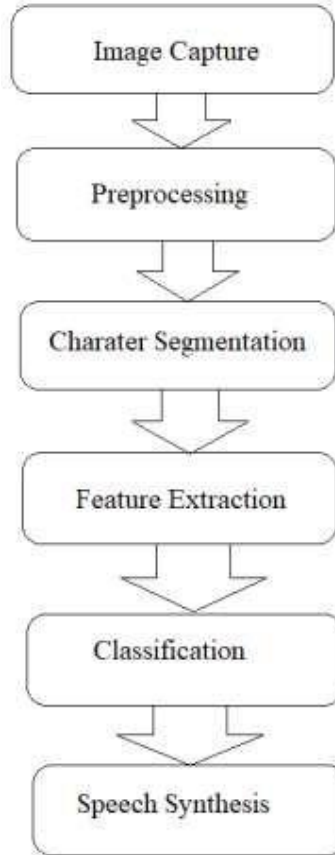 Image Capture
Preprocessing
Charater Segmentation
Feature Extraction
Classification
Speech Synthesis